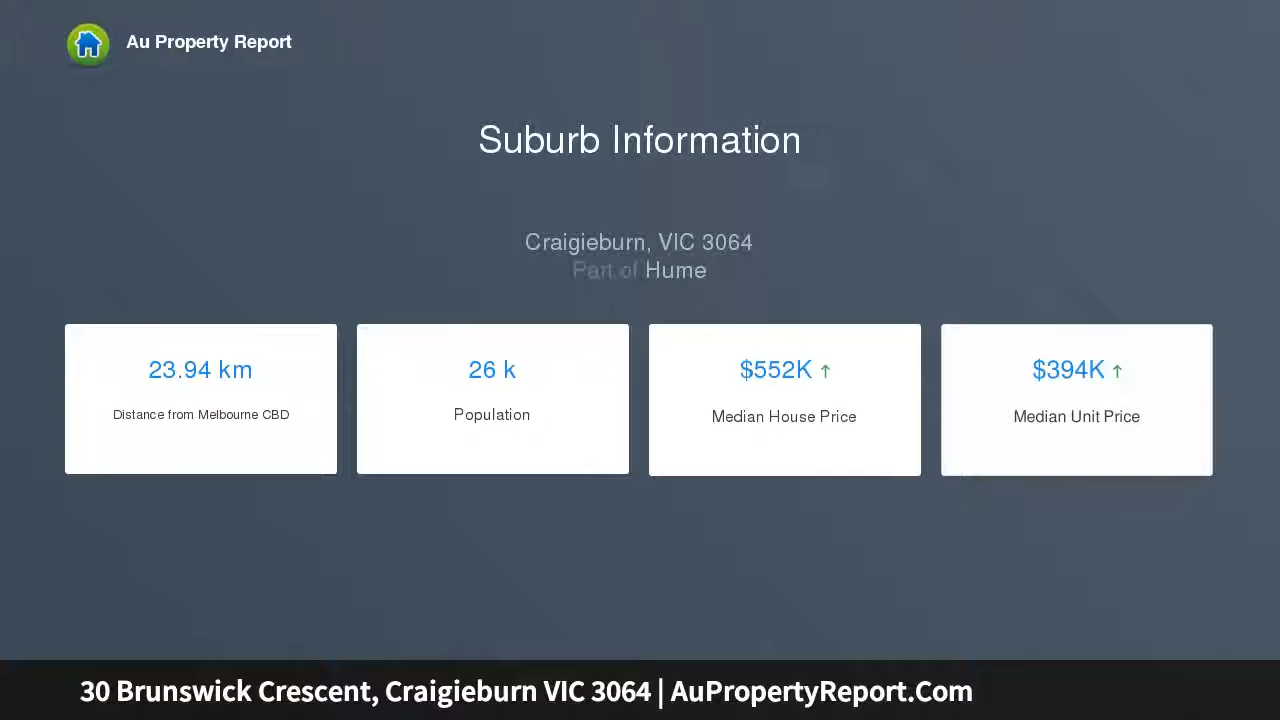 Au Property Report
Suburb Information
Craigieburn, VIC 3064
Part of Hume
23.94 km
Distance from Melbourne CBD
26 k
Population
$552K ↑
Median House Price
$394K ↑
Median Unit Price
30 Brunswick Crescent, Craigieburn VIC 3064 | AuPropertyReport.Com